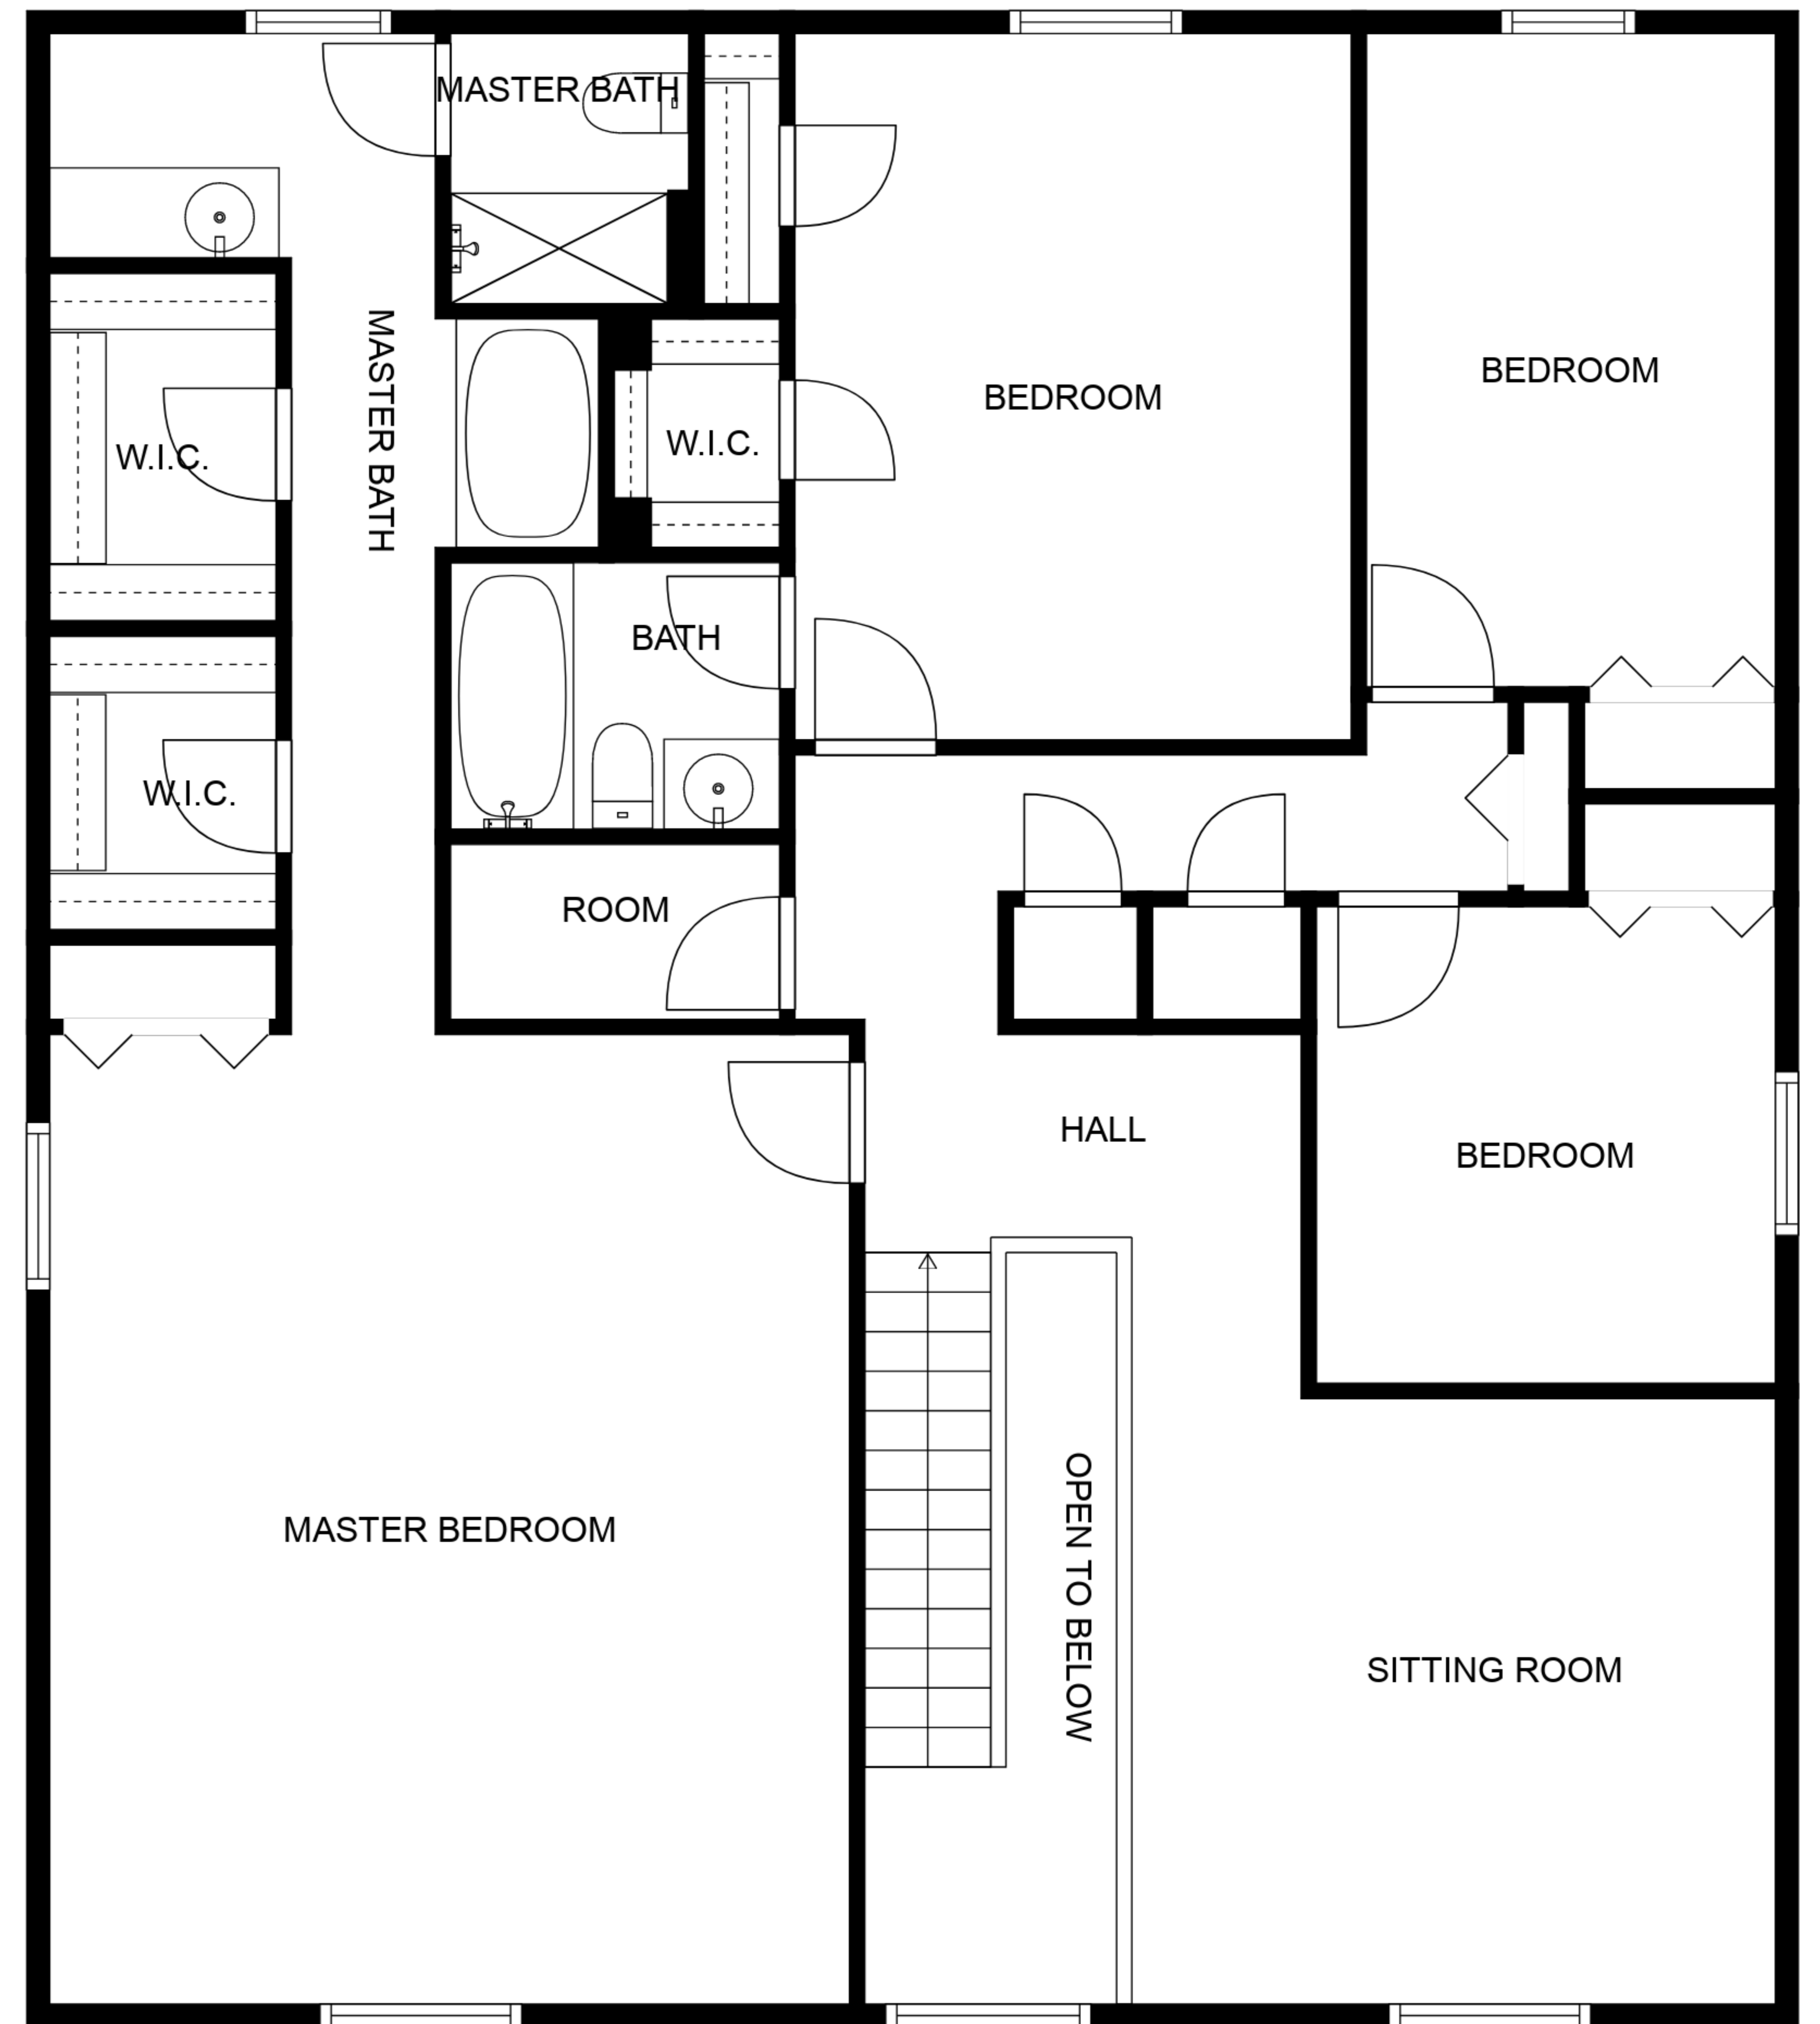 MASTER BATH
BEDROOM
BEDROOM
MASTER BATH
W.I.C.
W.I.C.
BATH
W.I.C.
ROOM
HALL
BEDROOM
MASTER BEDROOM
OPEN TO BELOW
SITTING ROOM